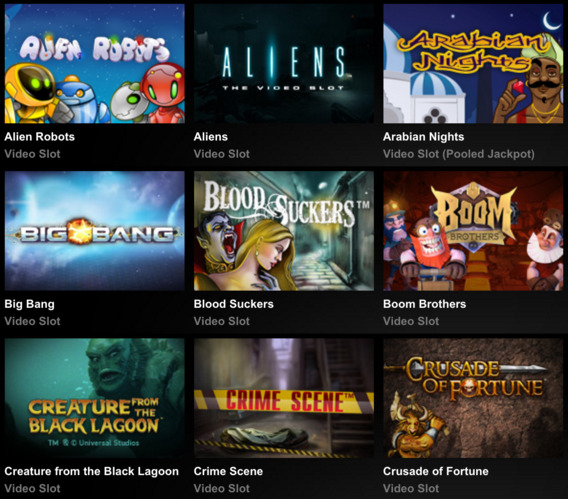 ALIEN ROBOTS
ALIENS
THE VIDEO SLOT
Arabian
Nights
Alien Robots
Aliens
Arabian Nights
Video Slot
Video Slot
Video Slot (Pooled Jackpot)
BIG BANG
BLOOD SUCKERS™
BOOM
BROTHERS
Big Bang
Blood Suckers
Boom Brothers
Video Slot
Video Slot
Video Slot
CREATURE FROM THE
BLACK LAGOON™
TM & © Universal Studios
CRIME SCENE™
CRUSADE
OF FORTUNE™
Creature from the Black Lagoon
Crime Scene
Crusade of Fortune
Video Slot
Video Slot
Video Slot